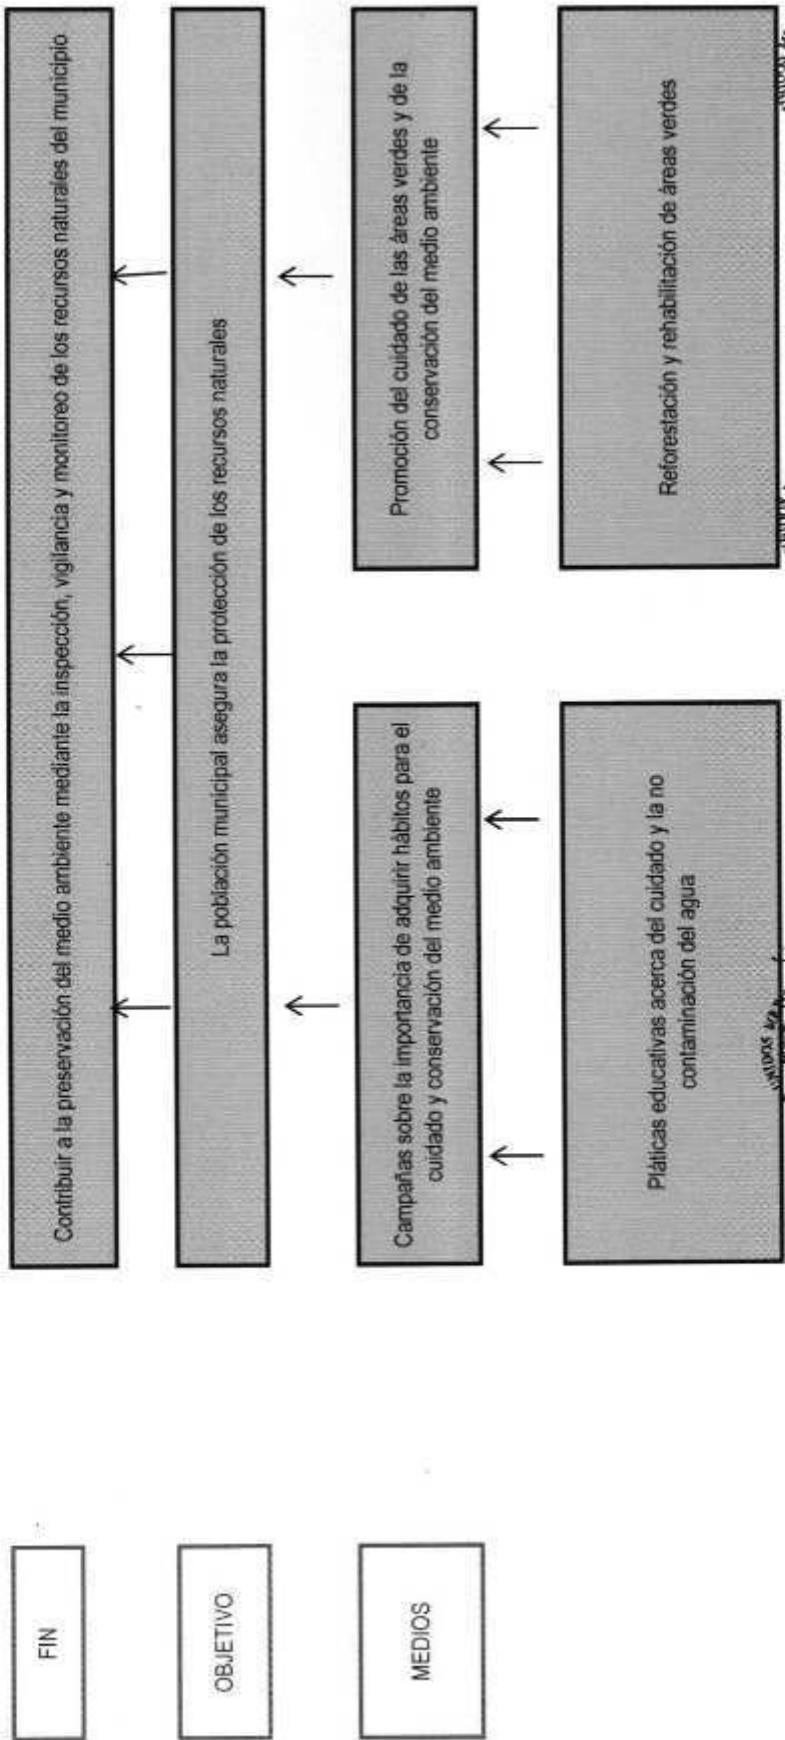 FIN
Contribuir a la preservación del medio ambiente mediante la inspección, vigilancia y monitoreo de los recursos naturales del municipio
OBJETIVO
La población municipal asegura la protección de los recursos naturales
MEDIOS
Campañas sobre la importancia de adquirir hábitos para el
cuidado y conservación del medio ambiente
Promoción del cuidado de las áreas verdes y de la
conservación del medio ambiente
Pláticas educativas acerca del cuidado y la no
contaminación del agua
Reforestación y rehabilitación de áreas verdes
UNIDOS